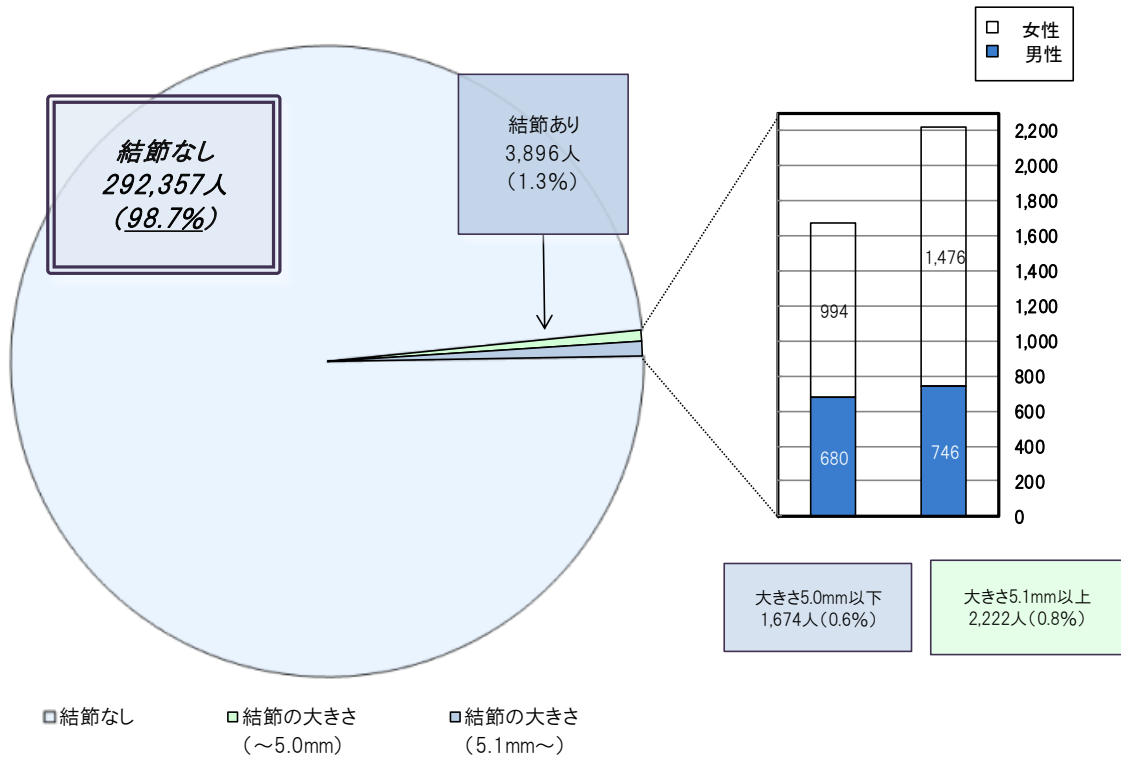 女性
男性
結節なし
292,357人
(98.7%)
結節あり
3,896人
(1.3%)
2,200
2,000
1,800
1,600
1,400
1,200
1,000
800
600
400
200
0
994
680
1,476
746
大きさ5.0mm以下
1,674人(0.6%)
大きさ5.1mm以上
2,222人(0.8%)
結節なし
結節の大きさ
(～5.0mm)
結節の大きさ
(5.1mm～)